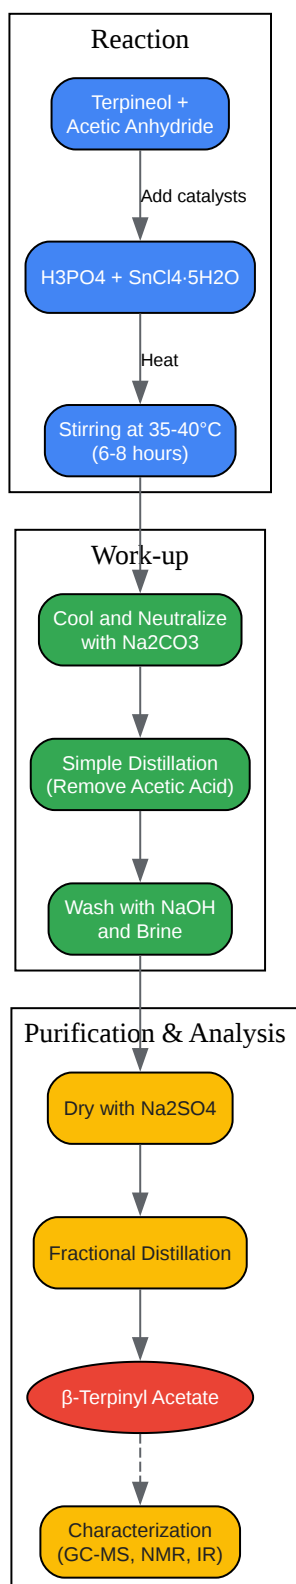 Reaction
Terpineol +
Acetic Anhydride
Add catalysts
H3PO4 + SnCl4·5H2O
Heat
Stirring at 35-40°C
(6-8 hours)
Work-up
Cool and Neutralize
with Na2CO3
Simple Distillation
(Remove Acetic Acid)
Wash with NaOH
and Brine
Purification & Analysis
Dry with Na2SO4
Fractional Distillation
β-Terpinyl Acetate
Characterization
(GC-MS, NMR, IR)